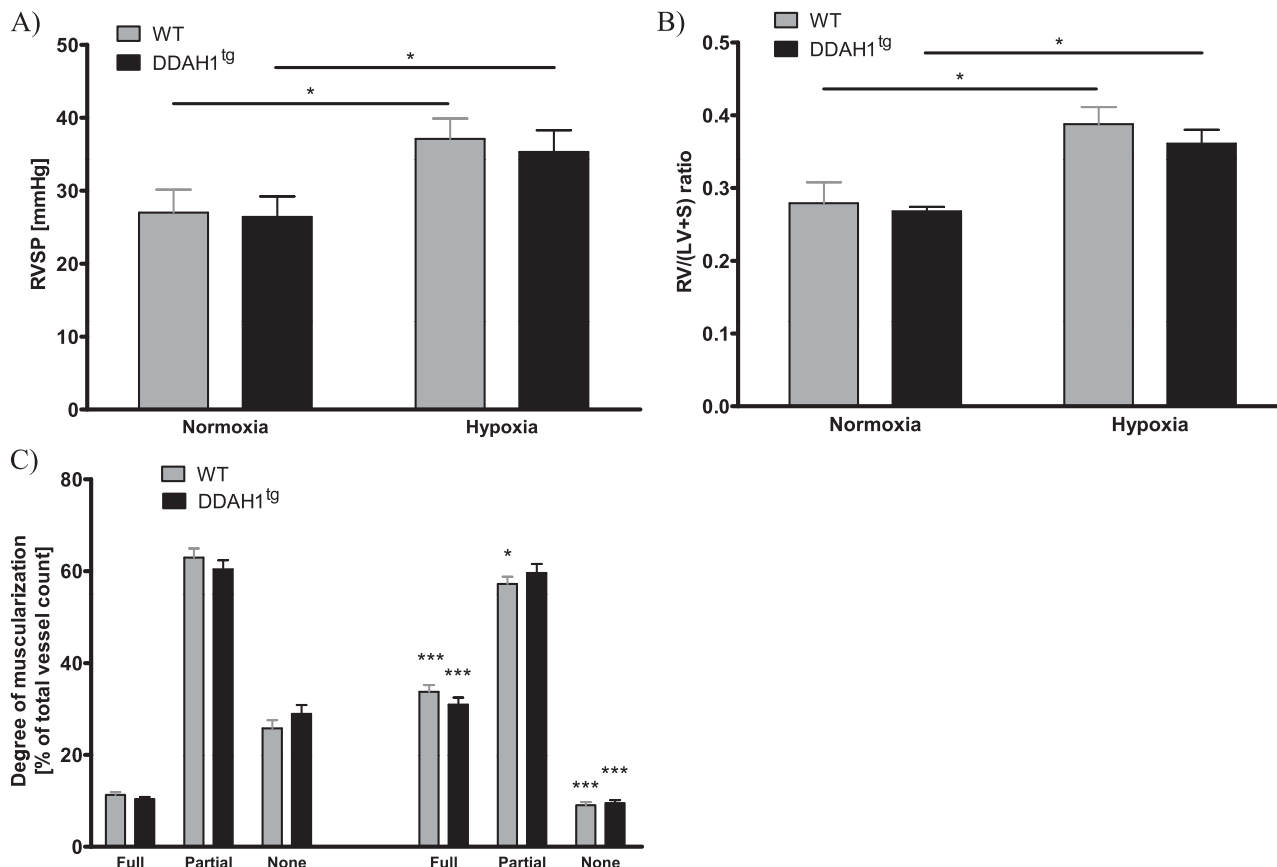 A)
WT
DDAH1tg
50
40
30
20
10
0
RVSP [mmHg]
*
*
Normoxia Hypoxia
B)
WT
DDAH1tg
0.5
0.4
0.3
0.2
0.1
0.0
RV/(LV+S) ratio
*
*
Normoxia Hypoxia
C)
WT
DDAH1tg
80
60
40
20
0
Degree of muscularization
[% of total vessel count]
*
*** ***
*** ***
Full Partial None Full Partial None